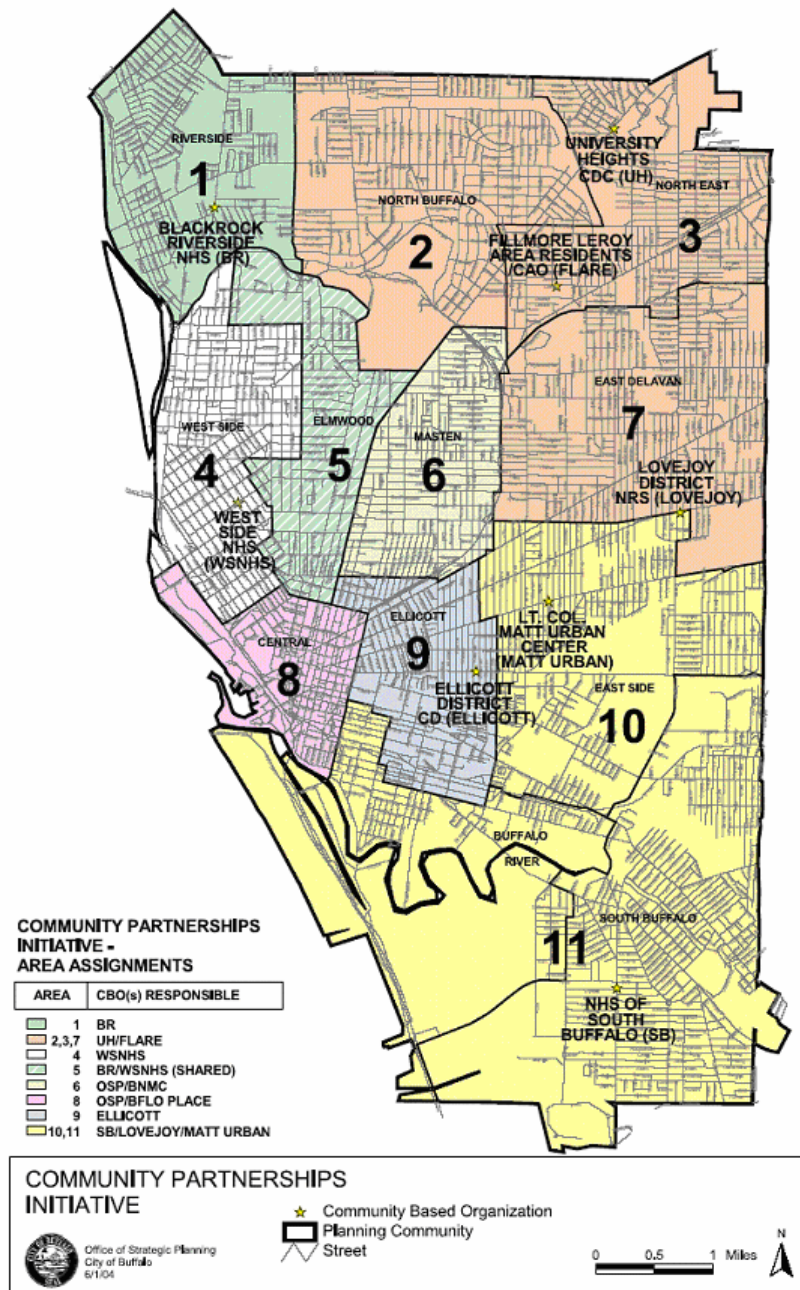 RIVERSIDE
1
BLACKROCK
RIVERSIDE
NHS (BR)
NORTH BUFFALO
2
UNIVERSITY
HEIGHTS
CDC (UH)
NORTH EAST
3
FILLMORE LEROY
AREA RESIDENTS
/CAO (FLARE)
WEST SIDE
4
WEST
SIDE
NHS
(WSNHS)
ELMWOOD
5
MASTEN
6
EAST DELAVAN
7
LOVEJOY
DISTRICT
NRS (LOVEJOY)
CENTRAL
8
ELLICOTT
9
ELLICOTT
DISTRICT
CD (ELLICOTT)
LT. COL.
MATT URBAN
CENTER
(MATT URBAN)
EAST SIDE
10
BUFFALO
RIVER
SOUTH BUFFALO
11
NHS OF
SOUTH
BUFFALO (SB)
COMMUNITY PARTNERSHIPS
INITIATIVE -
AREA ASSIGNMENTS
AREA CBO(s) RESPONSIBLE
1 BR
2,3,7 UH/FLARE
4 WSNHS
5 BR/WSNHS (SHARED)
6 OSP/BNMC
8 OSP/BFLO PLACE
9 ELLICOTT
10,11 SB/LOVEJOY/MATT URBAN
COMMUNITY PARTNERSHIPS
INITIATIVE
Office of Strategic Planning
City of Buffalo
6/1/04
Community Based Organization
Planning Community
Street
0 0.5 1 Miles
N